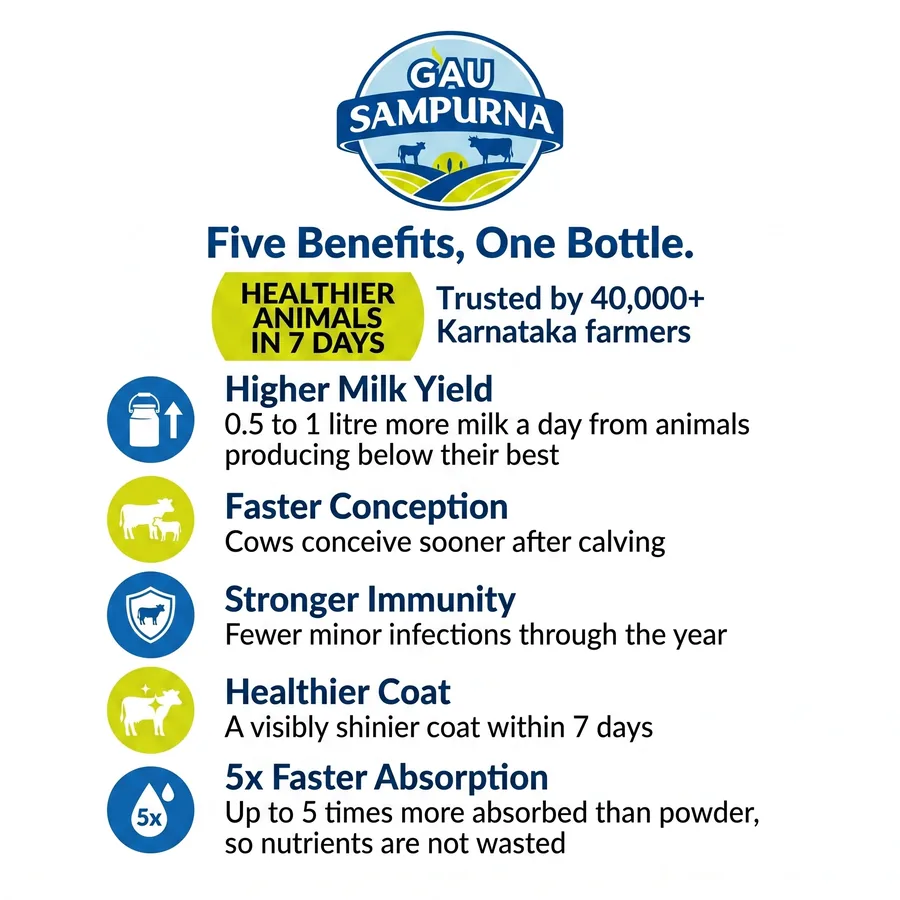 GAU
SAMPURNA
Five Benefits, One Bottle.
HEALTHIER
ANIMALS
IN 7 DAYS
Trusted by 40,000+
Karnataka farmers
Higher Milk Yield
0.5 to 1 litre more milk a day from animals
producing below their best
Faster Conception
Cows conceive sooner after calving
Stronger Immunity
Fewer minor infections through the year
Healthier Coat
A visibly shinier coat within 7 days
5x
5x Faster Absorption
Up to 5 times more absorbed than powder,
so nutrients are not wasted